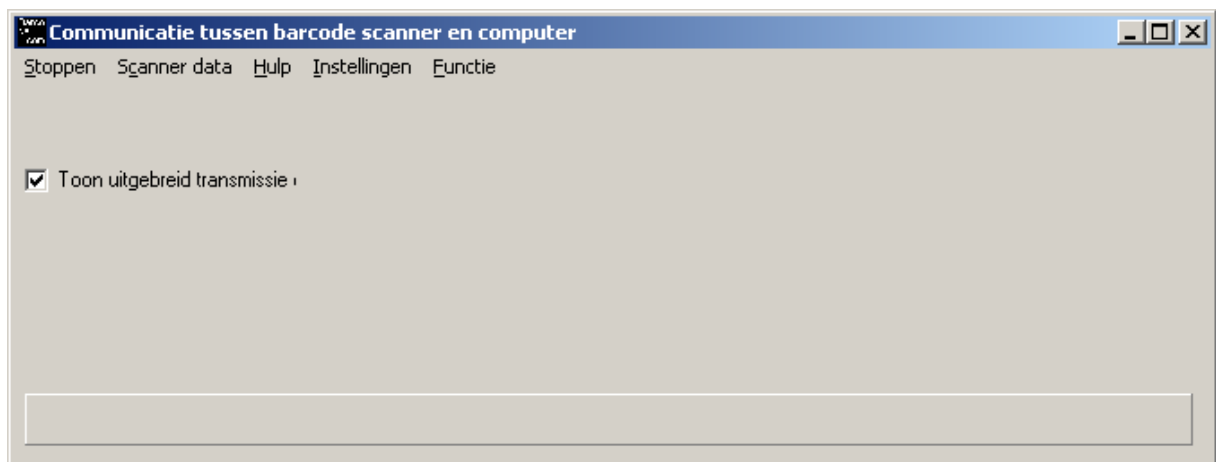 Communicatie tussen barcode scanner en computer
Stoppen Scanner data Hulp Instellingen Functie
Toon uitgebreid transmissie